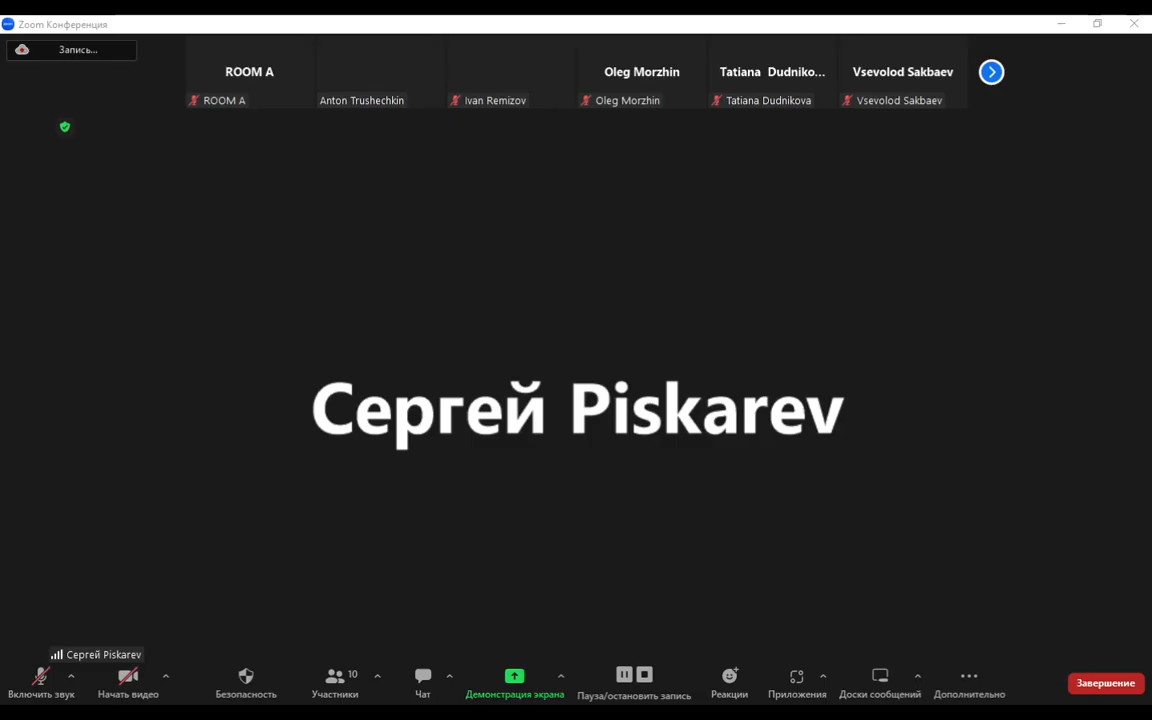 Zoom Конференция
Запись...
ROOM A
Oleg Morzhin
Tatiana Dudniko...
Vsevolod Sakbaev
ROOM A
Anton Trushechkin
Ivan Remizov
Oleg Morzhin
Tatiana Dudnikova
Vsevolod Sakbaev
Сергей Piskarev
Сергей Piskarev
10
Включить звук
Начать видео
Безопасность
Участники
Чат
Демонстрация экрана
Пауза/остановить запись
Реакции
Приложения
Доски сообщений
Дополнительно
Завершение